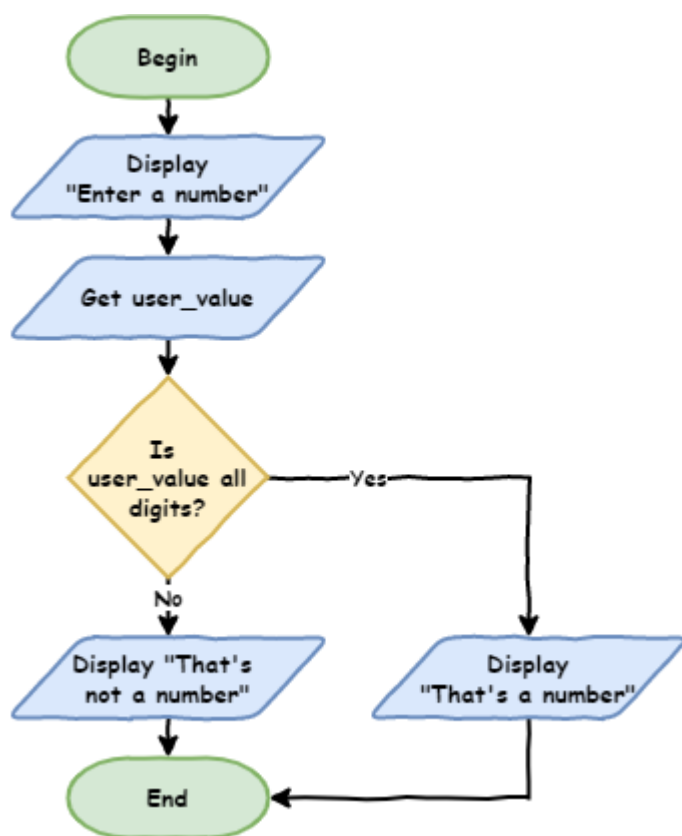 Begin
Display
"Enter a number"
Get user_value
Is
user_value all
digits?
Yes
No
Display "That's
not a number"
Display
"That's a number"
End